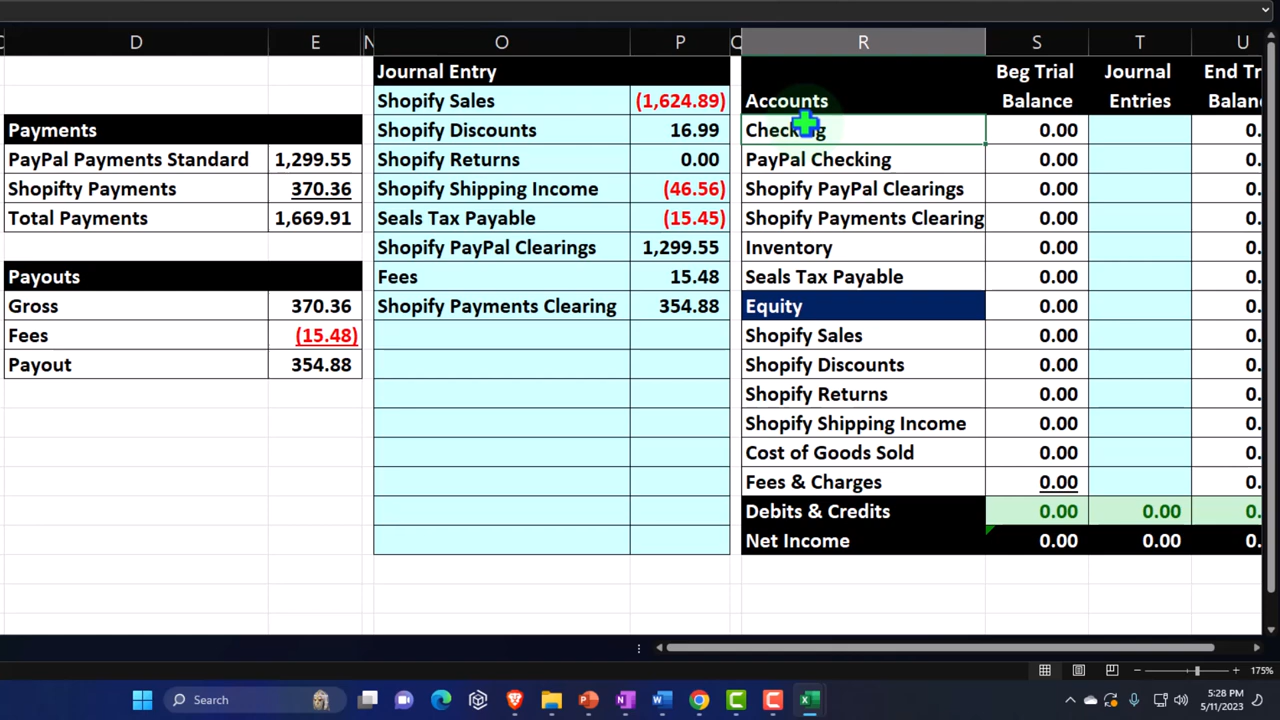 D E N O P Q R S T U
Payments
PayPal Payments Standard 1,299.55
Shopifty Payments 370.36
Total Payments 1,669.91
Payouts
Gross 370.36
Fees (15.48)
Payout 354.88
Journal Entry
Shopify Sales (1,624.89)
Shopify Discounts 16.99
Shopify Returns 0.00
Shopify Shipping Income (46.56)
Seals Tax Payable (15.45)
Shopify PayPal Clearings 1,299.55
Fees 15.48
Shopify Payments Clearing 354.88
Beg Trial Journal End Tr
Accounts Balance Entries Balan
Checking 0.00 0.
PayPal Checking 0.00 0.
Shopify PayPal Clearings 0.00 0.
Shopify Payments Clearing 0.00 0.
Inventory 0.00 0.
Seals Tax Payable 0.00 0.
Equity 0.00 0.
Shopify Sales 0.00 0.
Shopify Discounts 0.00 0.
Shopify Returns 0.00 0.
Shopify Shipping Income 0.00 0.
Cost of Goods Sold 0.00 0.
Fees & Charges 0.00 0.
Debits & Credits 0.00 0.00 0.
Net Income 0.00 0.00 0.
175%
Search
5:28 PM
5/11/2023